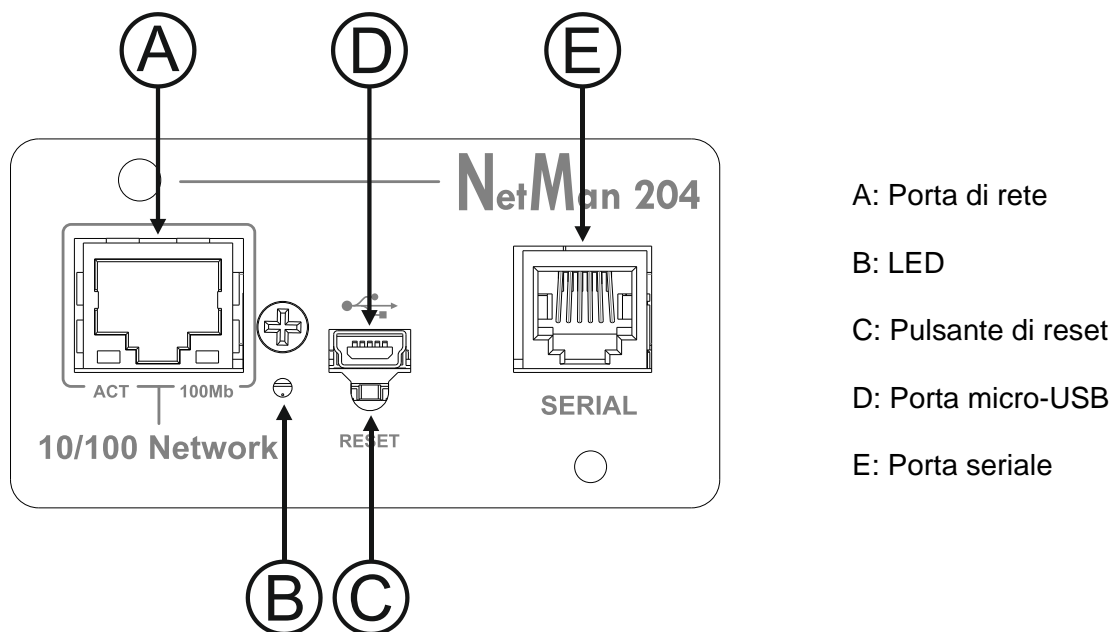 A
D
E
NetMan 204
ACT
100Mb
10/100 Network
RESET
SERIAL
B
C
A: Porta di rete
B: LED
C: Pulsante di reset
D: Porta micro-USB
E: Porta seriale